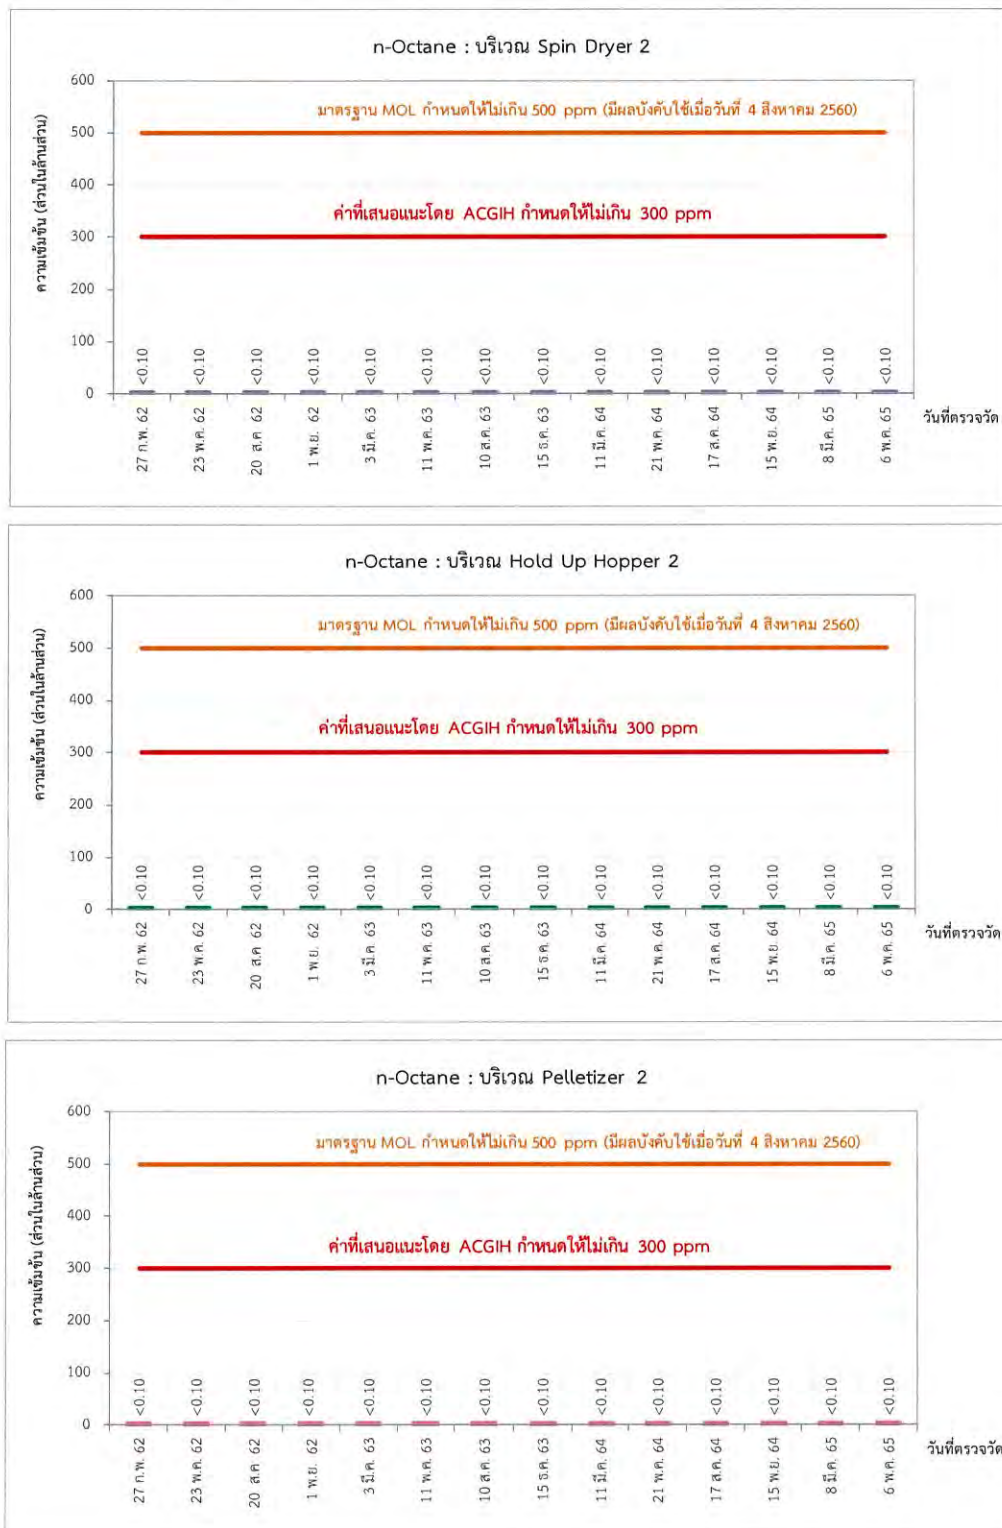 n-Octane : บริเวณ Spin Dryer 2
ความเข้มข้น (ส่วนในล้านส่วน)
600
500
400
300
200
100
0
มาตรฐาน MOL กำหนดให้ไม่เกิน 500 ppm (มีผลบังคับใช้เมื่อวันที่ 4 สิงหาคม 2560)
ค่าที่เสนอแนะโดย ACGIH กำหนดให้ไม่เกิน 300 ppm
<0.10 <0.10 <0.10 <0.10 <0.10 <0.10 <0.10 <0.10 <0.10 <0.10 <0.10 <0.10 <0.10 <0.10
27 ก.พ. 62 23 พ.ค. 62 20 ส.ค 62 1 พ.ย. 62 3 มี.ค. 63 11 พ.ค. 63 10 ส.ค. 63 15 ธ.ค. 63 11 มี.ค. 64 21 พ.ค. 64 17 ส.ค. 64 15 พ.ย. 64 8 มี.ค. 65 6 พ.ค. 65
วันที่ตรวจวัด
n-Octane : บริเวณ Hold Up Hopper 2
ความเข้มข้น (ส่วนในล้านส่วน)
600
500
400
300
200
100
0
มาตรฐาน MOL กำหนดให้ไม่เกิน 500 ppm (มีผลบังคับใช้เมื่อวันที่ 4 สิงหาคม 2560)
ค่าที่เสนอแนะโดย ACGIH กำหนดให้ไม่เกิน 300 ppm
<0.10 <0.10 <0.10 <0.10 <0.10 <0.10 <0.10 <0.10 <0.10 <0.10 <0.10 <0.10 <0.10 <0.10
27 ก.พ. 62 23 พ.ค. 62 20 ส.ค 62 1 พ.ย. 62 3 มี.ค. 63 11 พ.ค. 63 10 ส.ค. 63 15 ธ.ค. 63 11 มี.ค. 64 21 พ.ค. 64 17 ส.ค. 64 15 พ.ย. 64 8 มี.ค. 65 6 พ.ค. 65
วันที่ตรวจวัด
n-Octane : บริเวณ Pelletizer 2
ความเข้มข้น (ส่วนในล้านส่วน)
600
500
400
300
200
100
0
มาตรฐาน MOL กำหนดให้ไม่เกิน 500 ppm (มีผลบังคับใช้เมื่อวันที่ 4 สิงหาคม 2560)
ค่าที่เสนอแนะโดย ACGIH กำหนดให้ไม่เกิน 300 ppm
<0.10 <0.10 <0.10 <0.10 <0.10 <0.10 <0.10 <0.10 <0.10 <0.10 <0.10 <0.10 <0.10 <0.10
27 ก.พ. 62 23 พ.ค. 62 20 ส.ค 62 1 พ.ย. 62 3 มี.ค. 63 11 พ.ค. 63 10 ส.ค. 63 15 ธ.ค. 63 11 มี.ค. 64 21 พ.ค. 64 17 ส.ค. 64 15 พ.ย. 64 8 มี.ค. 65 6 พ.ค. 65
วันที่ตรวจวัด